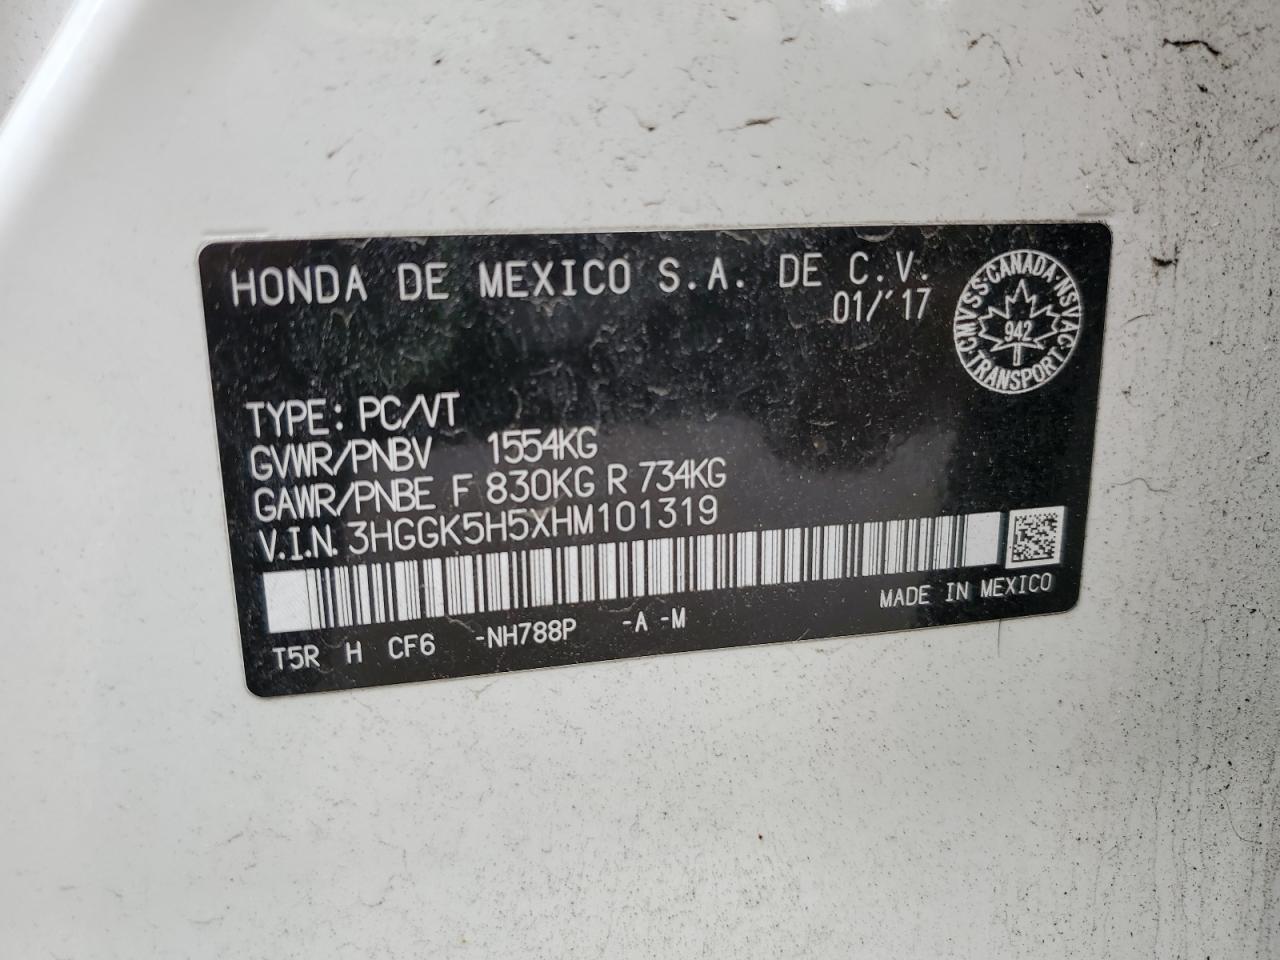 HONDA DE MEXICO S.A. DE C.V.
01/'17
CMVSS·CANADA·NSVAC
942
TRANSPORT
TYPE: PC/VT
GVWR/PNBV 1554KG
GAWR/PNBE F 830KG R 734KG
V.I.N. 3HGGK5H5XHM101319
MADE IN MEXICO
T5R H CF6 -NH788P -A -M